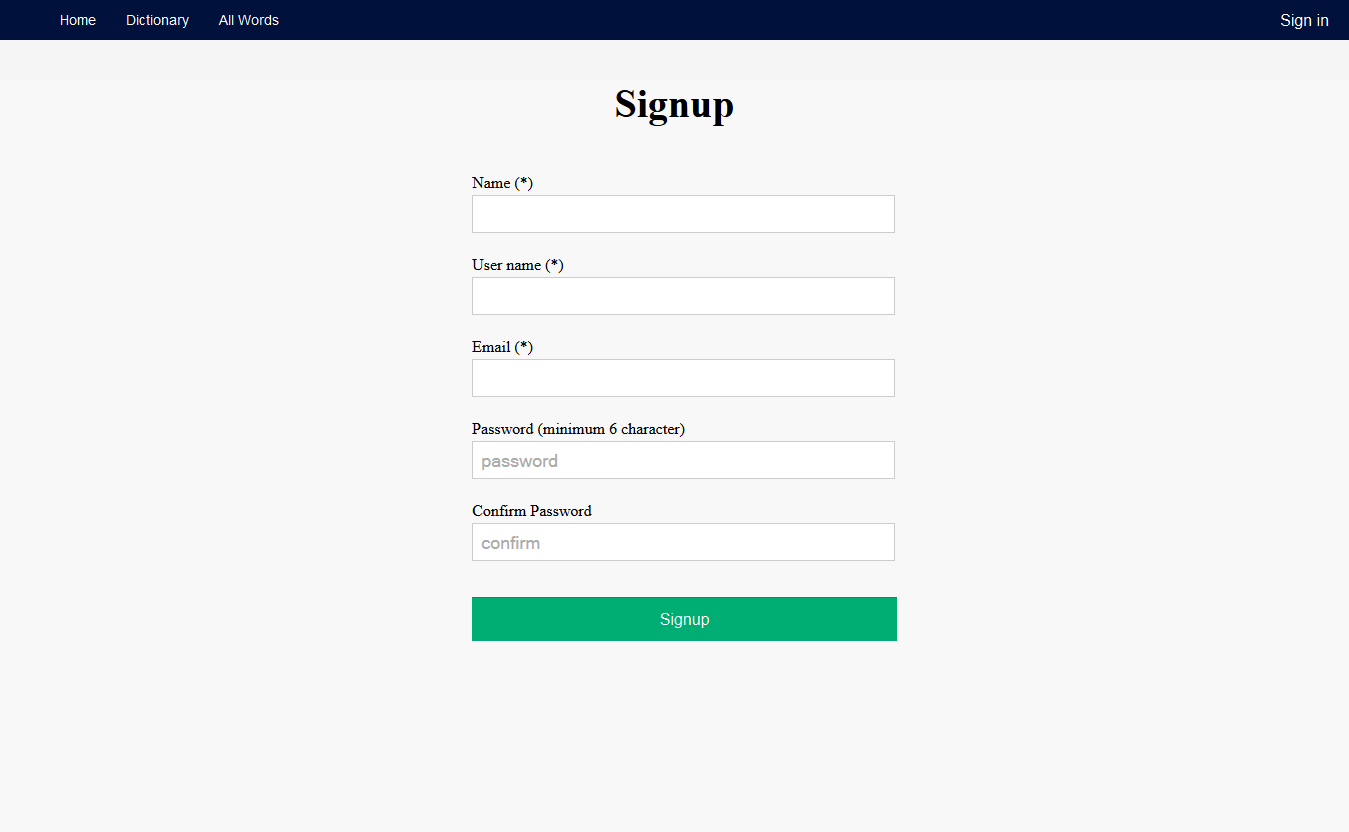 Home Dictionary All Words Sign in
Signup
Name (*)
User name (*)
Email (*)
Password (minimum 6 character)
password
Confirm Password
confirm
Signup